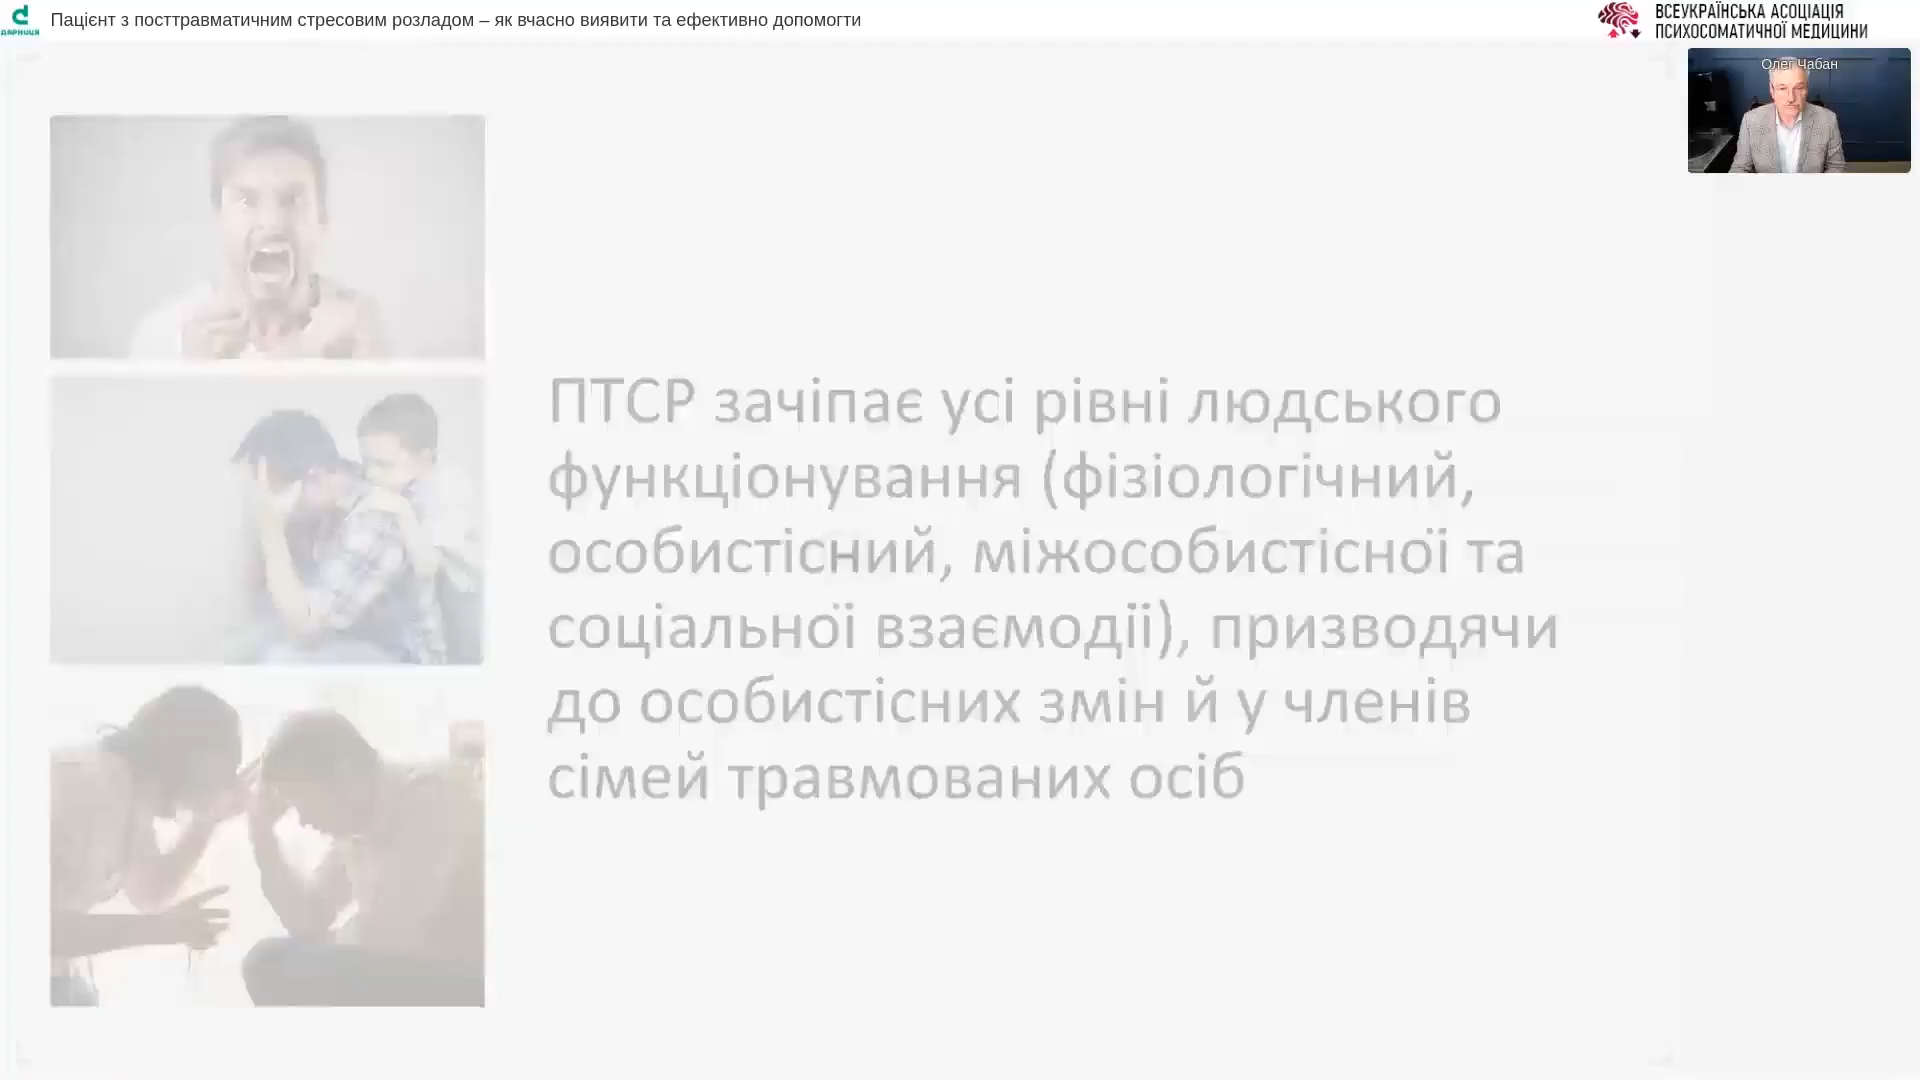 ДАРНИЦЯ
Пацієнт з посттравматичним стресовим розладом – як вчасно виявити та ефективно допомогти
ВСЕУКРАЇНСЬКА АСОЦІАЦІЯ
ПСИХОСОМАТИЧНОЇ МЕДИЦИНИ
Олег Чабан
ПТСР зачіпає усі рівні людського
функціонування (фізіологічний,
особистісний, міжособистісної та
соціальної взаємодії), призводячи
до особистісних змін й у членів
сімей травмованих осіб